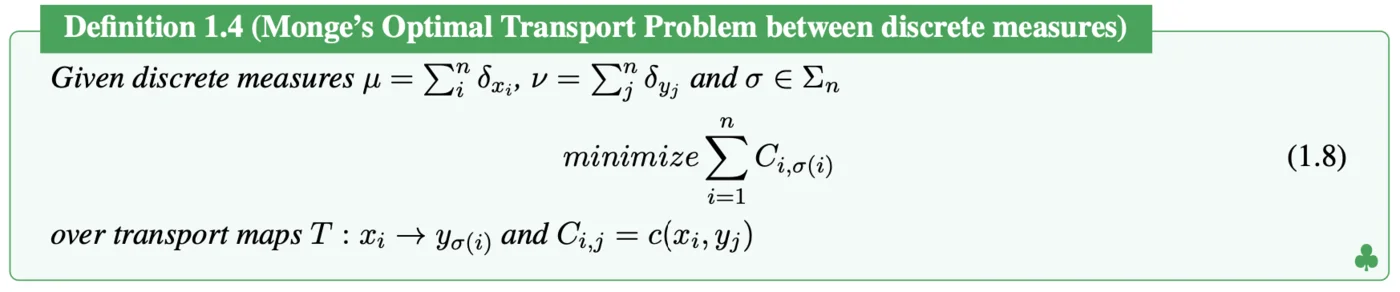 Definition 1.4 (Monge's Optimal Transport Problem between discrete measures)
Given discrete measures $\mu = \sum_i^n \delta_{x_i}$, $\nu = \sum_j^n \delta_{y_j}$ and $\sigma \in \Sigma_n$
$minimize \sum_{i=1}^{n} C_{i,\sigma(i)}$ (1.8)
over transport maps $T : x_i \rightarrow y_{\sigma(i)}$ and $C_{i,j} = c(x_i, y_j)$